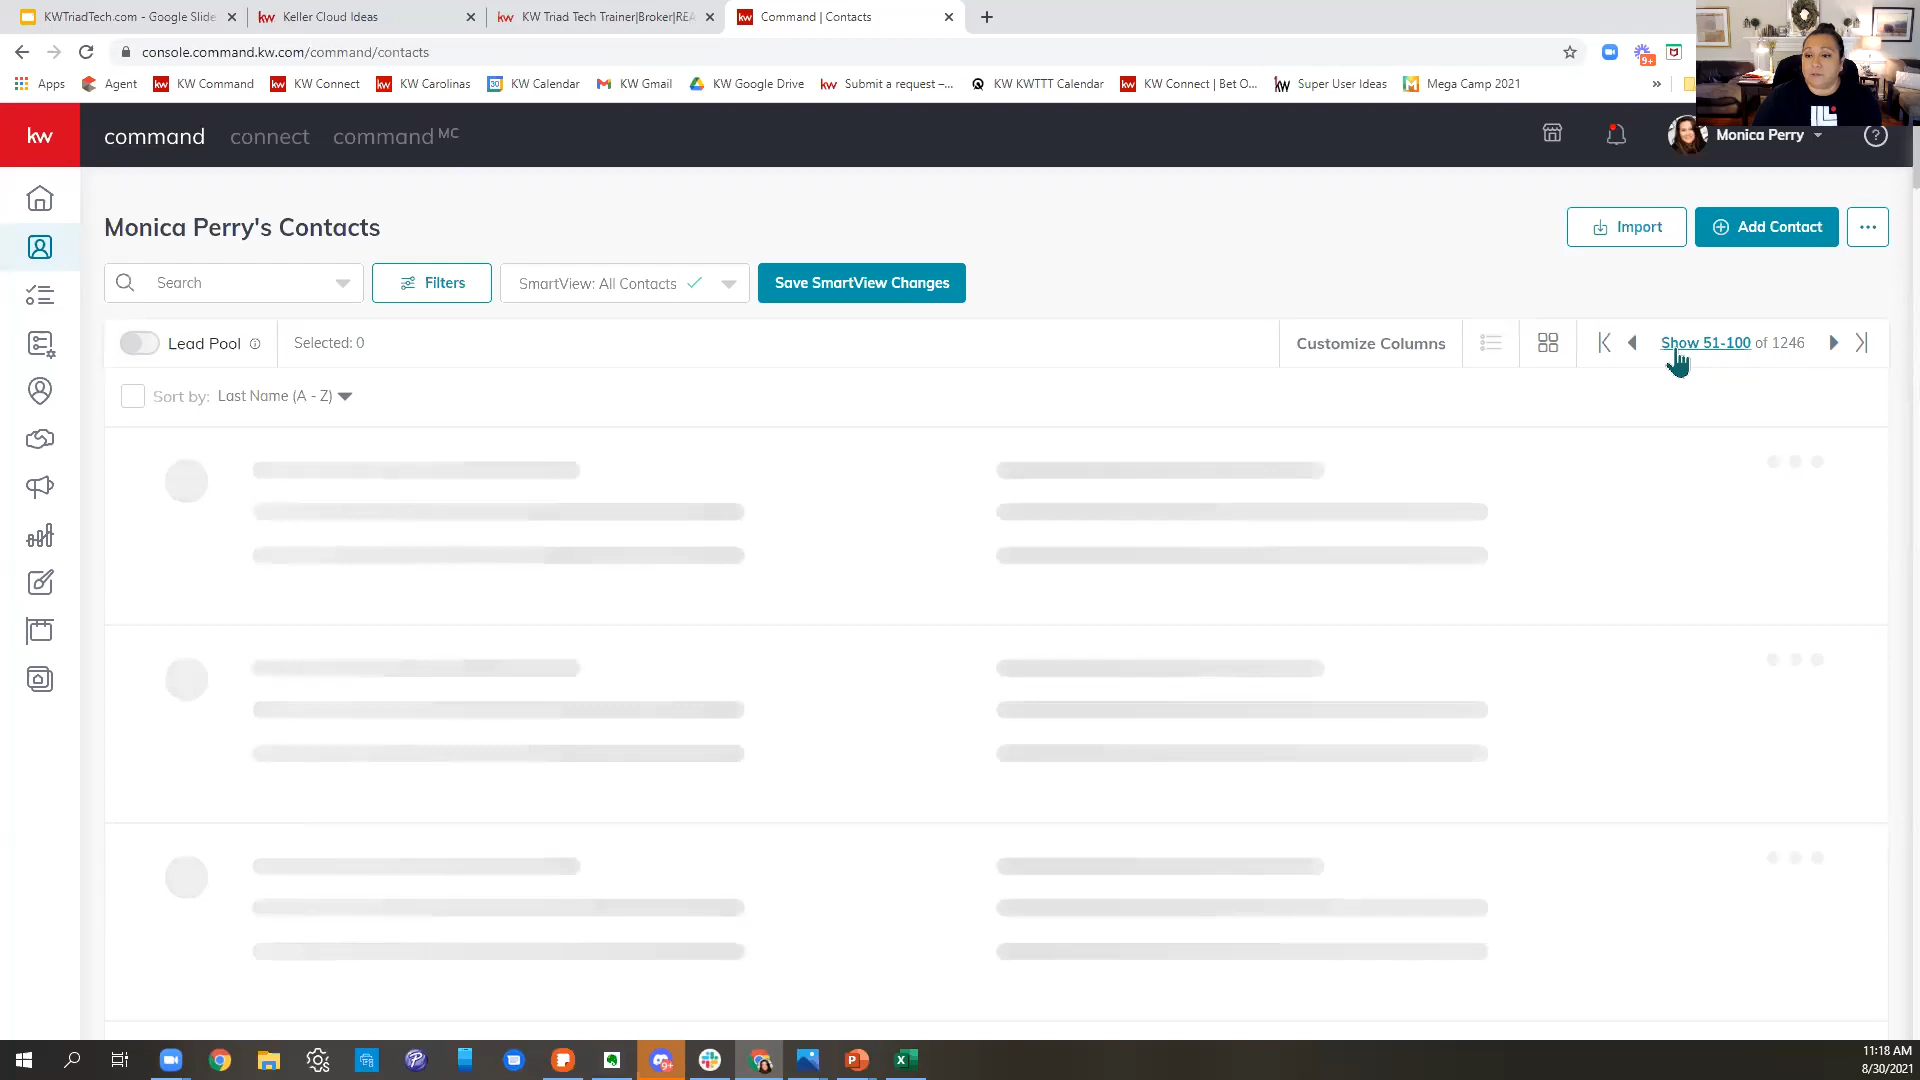 KWTriadTech.com - Google Slide
Keller Cloud Ideas
KW Triad Tech Trainer|Broker|REA
Command | Contacts
console.command.kw.com/command/contacts
9+
Apps
Agent
KW Command
KW Connect
KW Carolinas
KW Calendar
KW Gmail
KW Google Drive
Submit a request –...
KW KWTTT Calendar
KW Connect | Bet O...
Super User Ideas
Mega Camp 2021
kw
command
connect
command MC
Monica Perry
Monica Perry's Contacts
Import
Add Contact
Search
Filters
SmartView: All Contacts
Save SmartView Changes
Lead Pool
Selected: 0
Customize Columns
Show 51-100 of 1246
Sort by: Last Name (A - Z)
9+
11:18 AM
8/30/2021